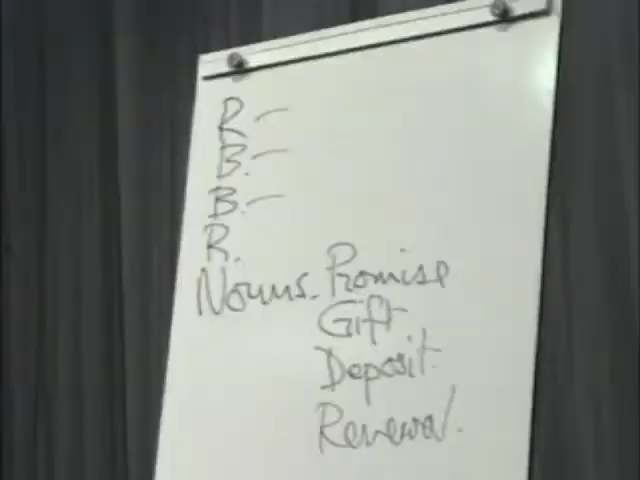 R. -
B. -
B. -
R.
Nouns. Promise
Gift
Deposit.
Renewal.